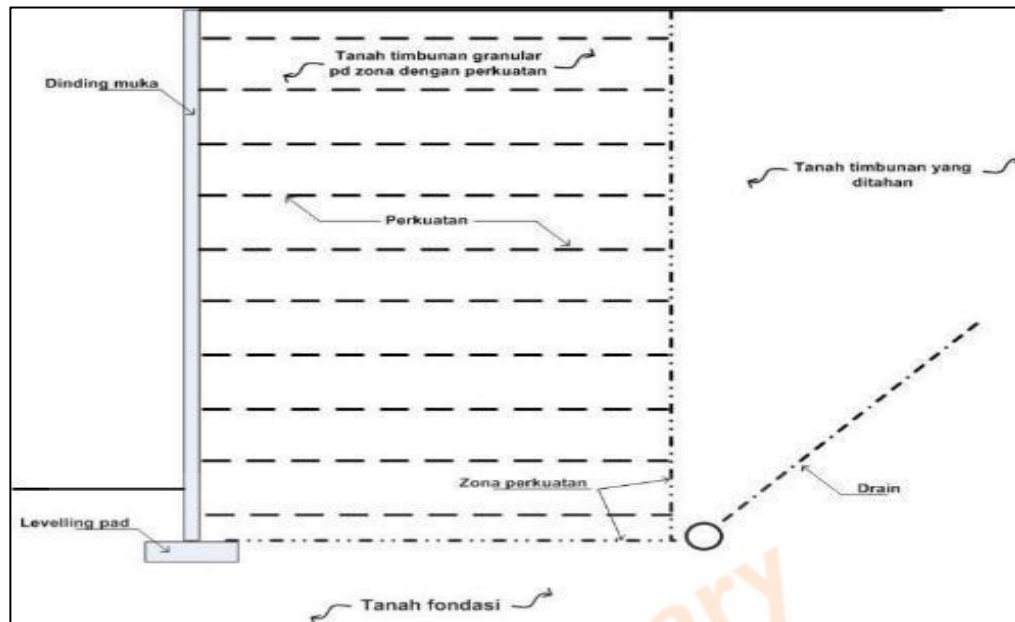 Tanah timbunan granular
pd zona dengan perkuatan
Dinding muka
Tanah timbunan yang
ditahan
Perkuatan
Zona perkuatan
Drain
Levelling pad
Tanah fondasi